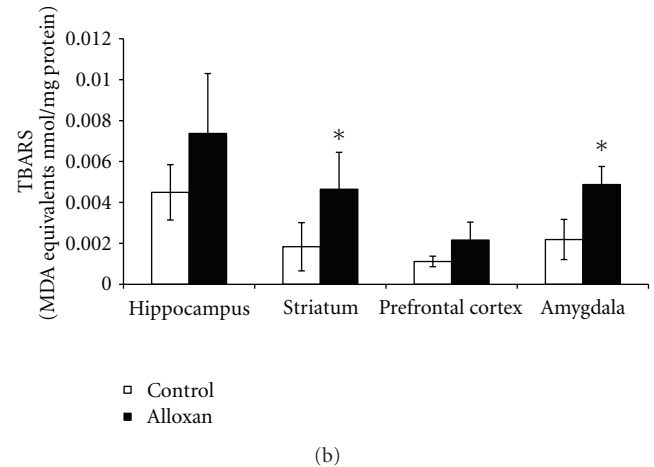 TBARS
(MDA equivalents nmol/mg protein)
0.012
0.01
0.008
0.006
0.004
0.002
0
*
*
Hippocampus
Striatum
Prefrontal cortex
Amygdala
Control
Alloxan
(b)